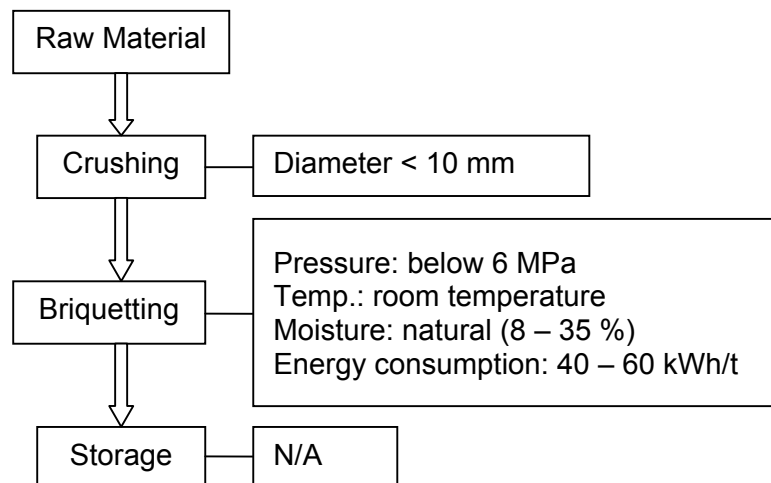 Raw Material
Crushing
Diameter < 10 mm
Briquetting
Pressure: below 6 MPa
Temp.: room temperature
Moisture: natural (8 – 35 %)
Energy consumption: 40 – 60 kWh/t
Storage
N/A